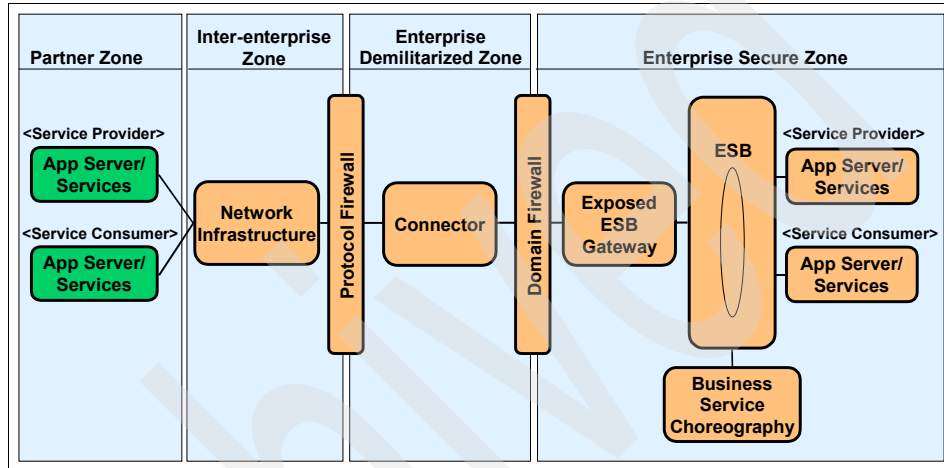 Partner Zone
Inter-enterprise
Zone
Enterprise
Demilitarized Zone
Enterprise Secure Zone
<Service Provider>
App Server/
Services
<Service Consumer>
App Server/
Services
Network
Infrastructure
Protocol Firewall
Connector
Domain Firewall
Exposed
ESB
Gateway
ESB
<Service Provider>
App Server/
Services
<Service Consumer>
App Server/
Services
Business
Service
Choreography